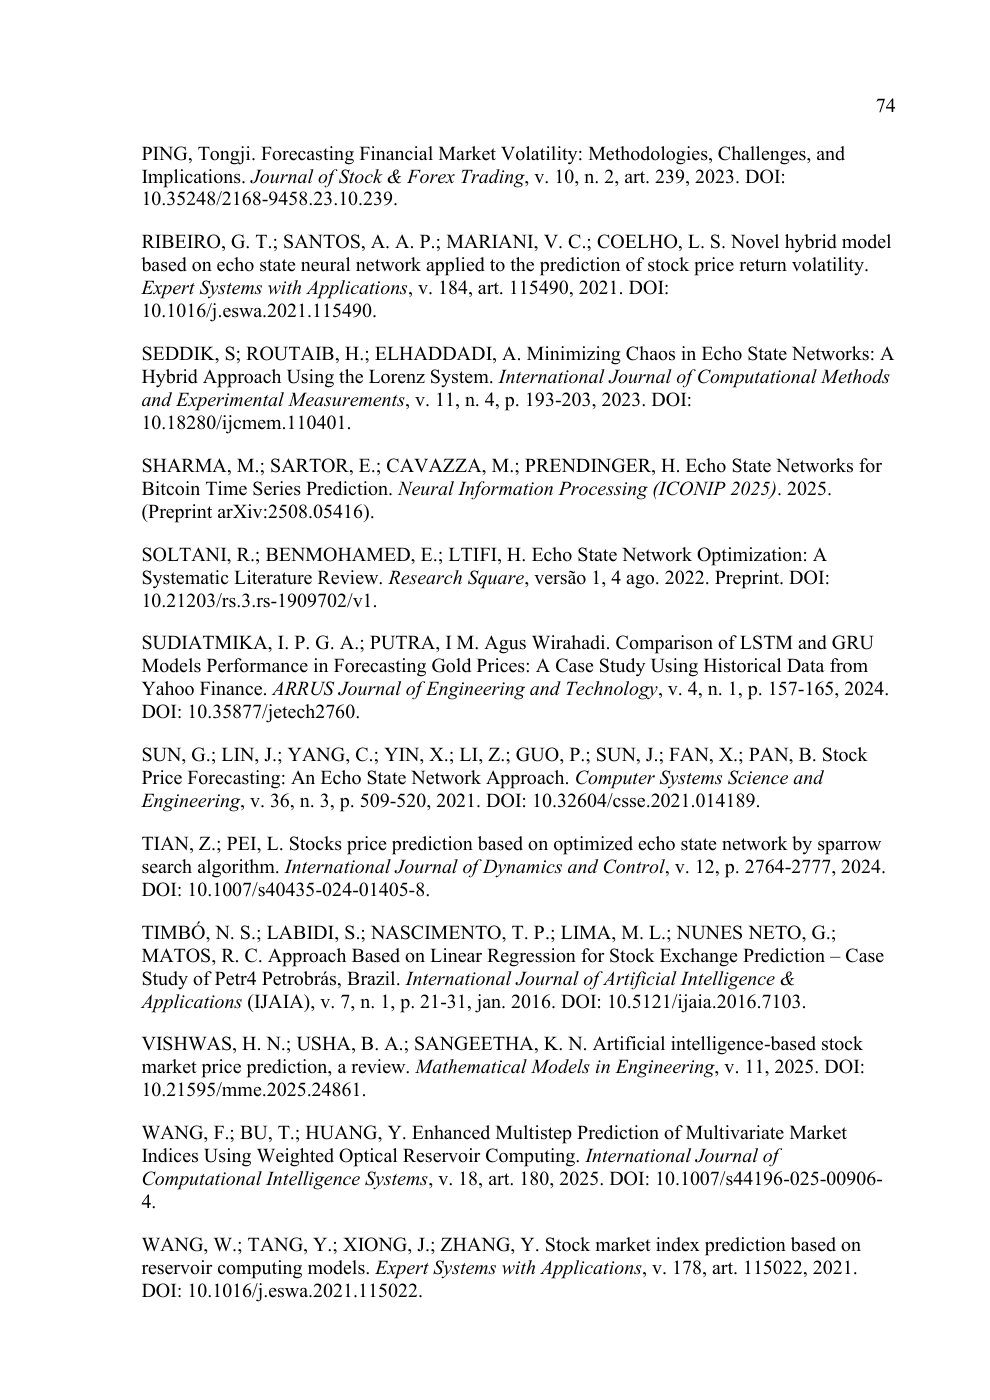 74
PING, Tongji. Forecasting Financial Market Volatility: Methodologies, Challenges, and
Implications. Journal of Stock & Forex Trading, v. 10, n. 2, art. 239, 2023. DOI:
10.35248/2168-9458.23.10.239.
RIBEIRO, G. T.; SANTOS, A. A. P.; MARIANI, V. C.; COELHO, L. S. Novel hybrid model
based on echo state neural network applied to the prediction of stock price return volatility.
Expert Systems with Applications, v. 184, art. 115490, 2021. DOI:
10.1016/j.eswa.2021.115490.
SEDDIK, S; ROUTAIB, H.; ELHADDADI, A. Minimizing Chaos in Echo State Networks: A
Hybrid Approach Using the Lorenz System. International Journal of Computational Methods
and Experimental Measurements, v. 11, n. 4, p. 193-203, 2023. DOI:
10.18280/ijcmem.110401.
SHARMA, M.; SARTOR, E.; CAVAZZA, M.; PRENDINGER, H. Echo State Networks for
Bitcoin Time Series Prediction. Neural Information Processing (ICONIP 2025). 2025.
(Preprint arXiv:2508.05416).
SOLTANI, R.; BENMOHAMED, E.; LTIFI, H. Echo State Network Optimization: A
Systematic Literature Review. Research Square, versão 1, 4 ago. 2022. Preprint. DOI:
10.21203/rs.3.rs-1909702/v1.
SUDIATMIKA, I. P. G. A.; PUTRA, I M. Agus Wirahadi. Comparison of LSTM and GRU
Models Performance in Forecasting Gold Prices: A Case Study Using Historical Data from
Yahoo Finance. ARRUS Journal of Engineering and Technology, v. 4, n. 1, p. 157-165, 2024.
DOI: 10.35877/jetech2760.
SUN, G.; LIN, J.; YANG, C.; YIN, X.; LI, Z.; GUO, P.; SUN, J.; FAN, X.; PAN, B. Stock
Price Forecasting: An Echo State Network Approach. Computer Systems Science and
Engineering, v. 36, n. 3, p. 509-520, 2021. DOI: 10.32604/csse.2021.014189.
TIAN, Z.; PEI, L. Stocks price prediction based on optimized echo state network by sparrow
search algorithm. International Journal of Dynamics and Control, v. 12, p. 2764-2777, 2024.
DOI: 10.1007/s40435-024-01405-8.
TIMBÓ, N. S.; LABIDI, S.; NASCIMENTO, T. P.; LIMA, M. L.; NUNES NETO, G.;
MATOS, R. C. Approach Based on Linear Regression for Stock Exchange Prediction – Case
Study of Petr4 Petrobrás, Brazil. International Journal of Artificial Intelligence &
Applications (IJAIA), v. 7, n. 1, p. 21-31, jan. 2016. DOI: 10.5121/ijaia.2016.7103.
VISHWAS, H. N.; USHA, B. A.; SANGEETHA, K. N. Artificial intelligence-based stock
market price prediction, a review. Mathematical Models in Engineering, v. 11, 2025. DOI:
10.21595/mme.2025.24861.
WANG, F.; BU, T.; HUANG, Y. Enhanced Multistep Prediction of Multivariate Market
Indices Using Weighted Optical Reservoir Computing. International Journal of
Computational Intelligence Systems, v. 18, art. 180, 2025. DOI: 10.1007/s44196-025-00906-
4.
WANG, W.; TANG, Y.; XIONG, J.; ZHANG, Y. Stock market index prediction based on
reservoir computing models. Expert Systems with Applications, v. 178, art. 115022, 2021.
DOI: 10.1016/j.eswa.2021.115022.